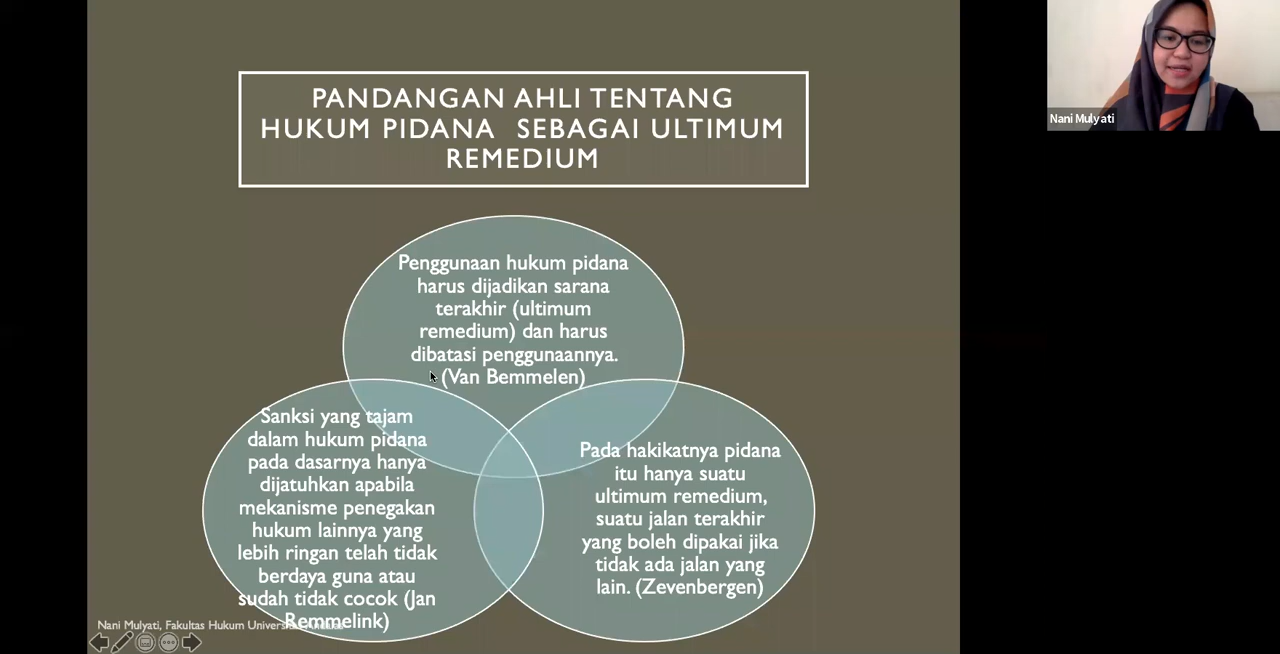 PANDANGAN AHLI TENTANG
HUKUM PIDANA SEBAGAI ULTIMUM
REMEDIUM
Nani Mulyati
Penggunaan hukum pidana
harus dijadikan sarana
terakhir (ultimum
remedium) dan harus
dibatasi penggunaannya.
(Van Bemmelen)
Sanksi yang tajam
dalam hukum pidana
pada dasarnya hanya
dijatuhkan apabila
mekanisme penegakan
hukum lainnya yang
lebih ringan telah tidak
berdaya guna atau
sudah tidak cocok (Jan
Remmelink)
Pada hakikatnya pidana
itu hanya suatu
ultimum remedium,
suatu jalan terakhir
yang boleh dipakai jika
tidak ada jalan yang
lain. (Zevenbergen)
Nani Mulyati, Fakultas Hukum